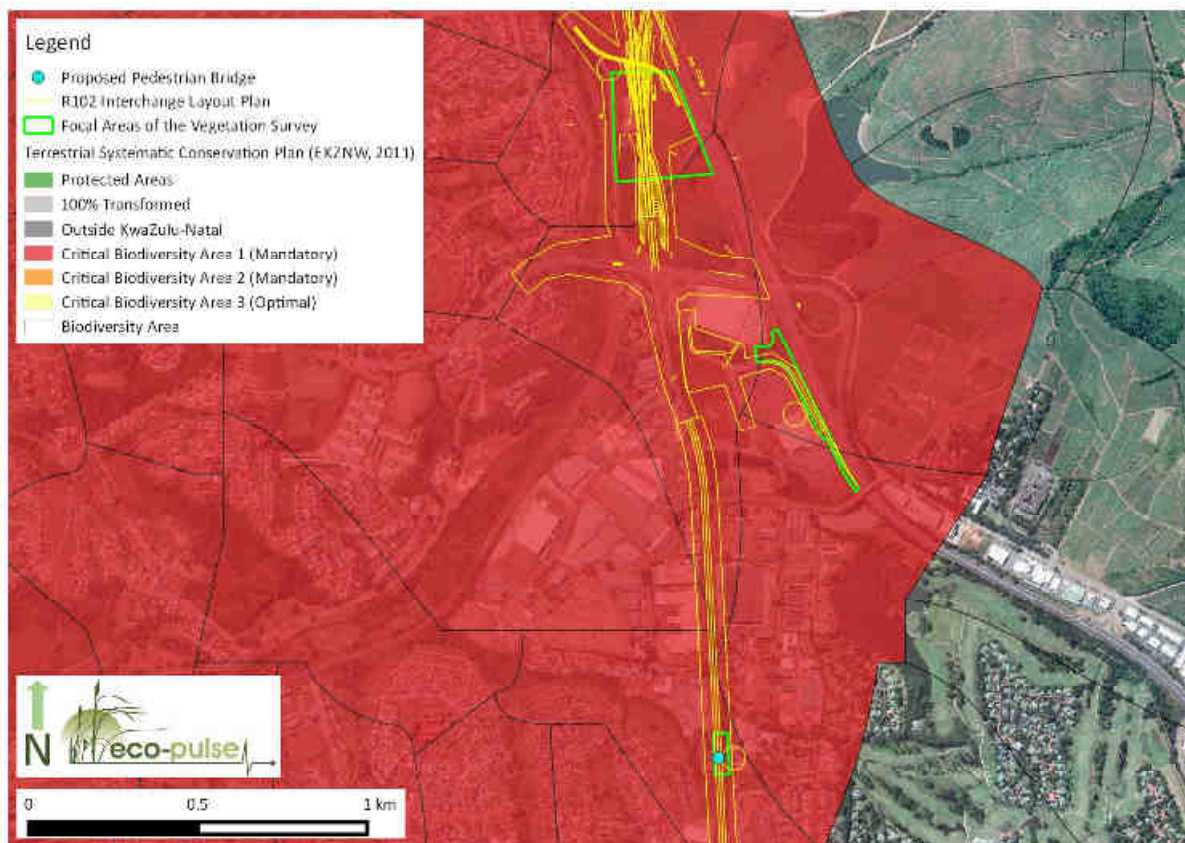 Legend
Proposed Pedestrian Bridge
R102 Interchange Layout Plan
Focal Areas of the Vegetation Survey
Terrestrial Systematic Conservation Plan (EKZNW, 2011)
Protected Areas
100% Transformed
Outside KwaZulu-Natal
Critical Biodiversity Area 1 (Mandatory)
Critical Biodiversity Area 2 (Mandatory)
Critical Biodiversity Area 3 (Optimal)
Biodiversity Area
N
eco-pulse
0 0.5 1 km